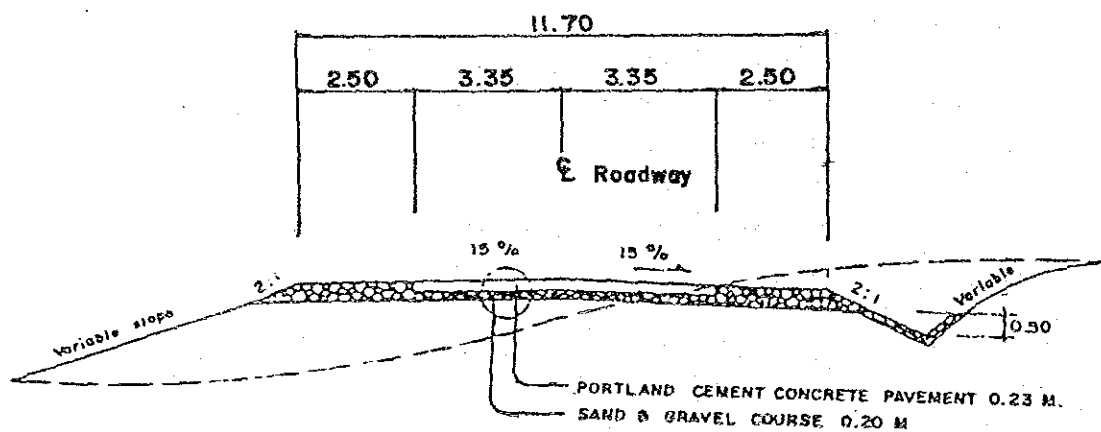 11.70
2.50 3.35 3.35 2.50
℄ Roadway
15 % 15 %
2:1 2:1
Variable slope Variable
0.50
PORTLAND CEMENT CONCRETE PAVEMENT 0.23 M.
SAND & GRAVEL COURSE 0.20 M